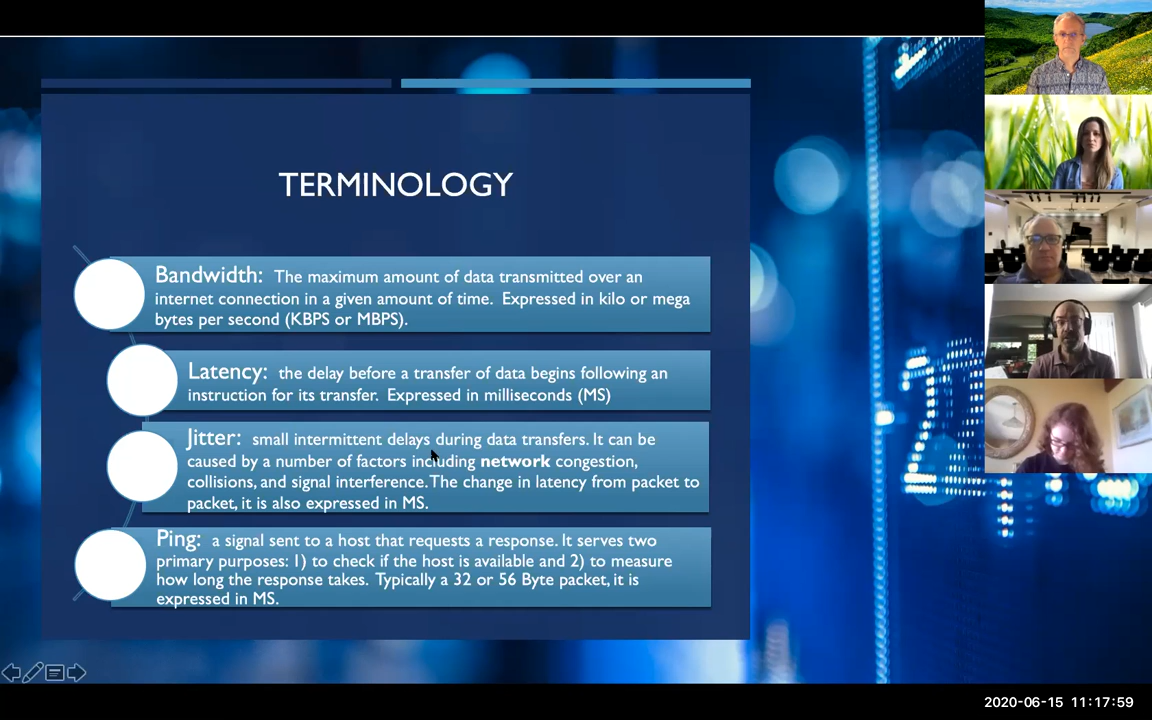 TERMINOLOGY
Bandwidth: The maximum amount of data transmitted over an
internet connection in a given amount of time. Expressed in kilo or mega
bytes per second (KBPS or MBPS).
Latency: the delay before a transfer of data begins following an
instruction for its transfer. Expressed in milliseconds (MS)
Jitter: small intermittent delays during data transfers. It can be
caused by a number of factors including network congestion,
collisions, and signal interference. The change in latency from packet to
packet, it is also expressed in MS.
Ping: a signal sent to a host that requests a response. It serves two
primary purposes: 1) to check if the host is available and 2) to measure
how long the response takes. Typically a 32 or 56 Byte packet, it is
expressed in MS.
2020-06-15 11:17:59